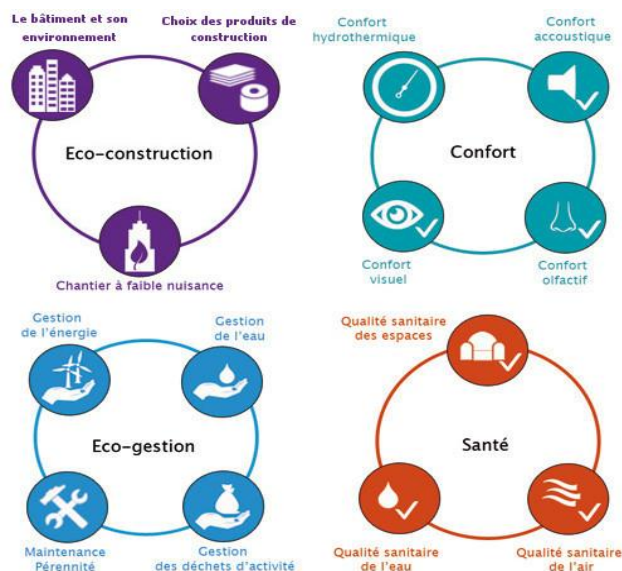 Le bâtiment et son
environnement
Choix des produits de
construction
Eco-construction
Chantier à faible nuisance
Confort
hydrothermique
Confort
accoustique
Confort
Confort
visuel
Confort
olfactif
Gestion
de l'énergie
Gestion
de l'eau
Eco-gestion
Maintenance
Pérennité
Gestion
des déchets d'activité
Qualité sanitaire
des espaces
Santé
Qualité sanitaire
de l'eau
Qualité sanitaire
de l'air